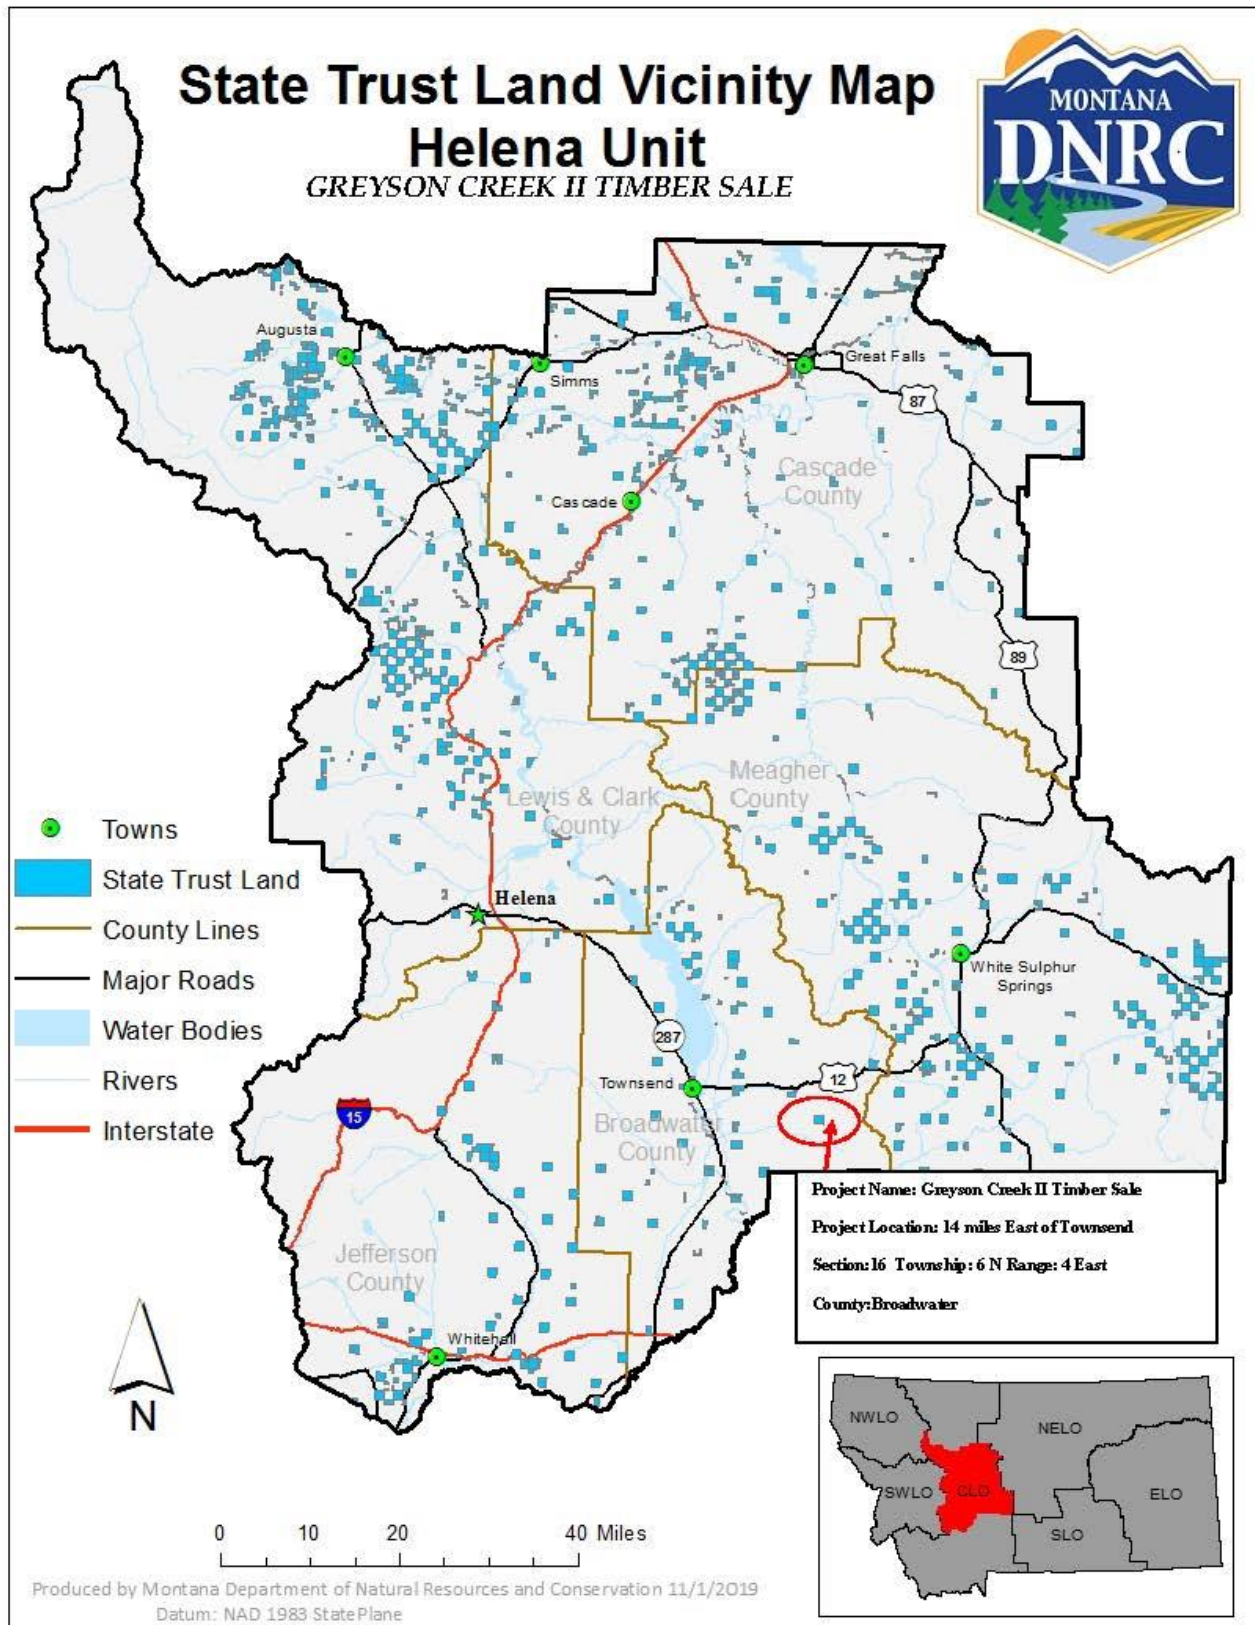 State Trust Land Vicinity Map
Helena Unit
GREYSON CREEK II TIMBER SALE
MONTANA
DNRC
Augusta
Simms
Great Falls
87
Cascade
County
Cascade
89
Meagher
County
Lewis & Clark
County
Helena
White Sulphur
Springs
287
Townsend
12
Broadwater
County
15
Jefferson
County
Whitehall
Towns
State Trust Land
County Lines
Major Roads
Water Bodies
Rivers
Interstate
Project Name: Greyson Creek II Timber Sale
Project Location: 14 miles East of Townsend
Section:16 Township: 6 N Range: 4 East
County:Broadwater
N
NWLO
NELO
SWLO
CLO
ELO
SLO
0 10 20 40 Miles
Produced by Montana Department of Natural Resources and Conservation 11/1/2019
Datum: NAD 1983 StatePlane